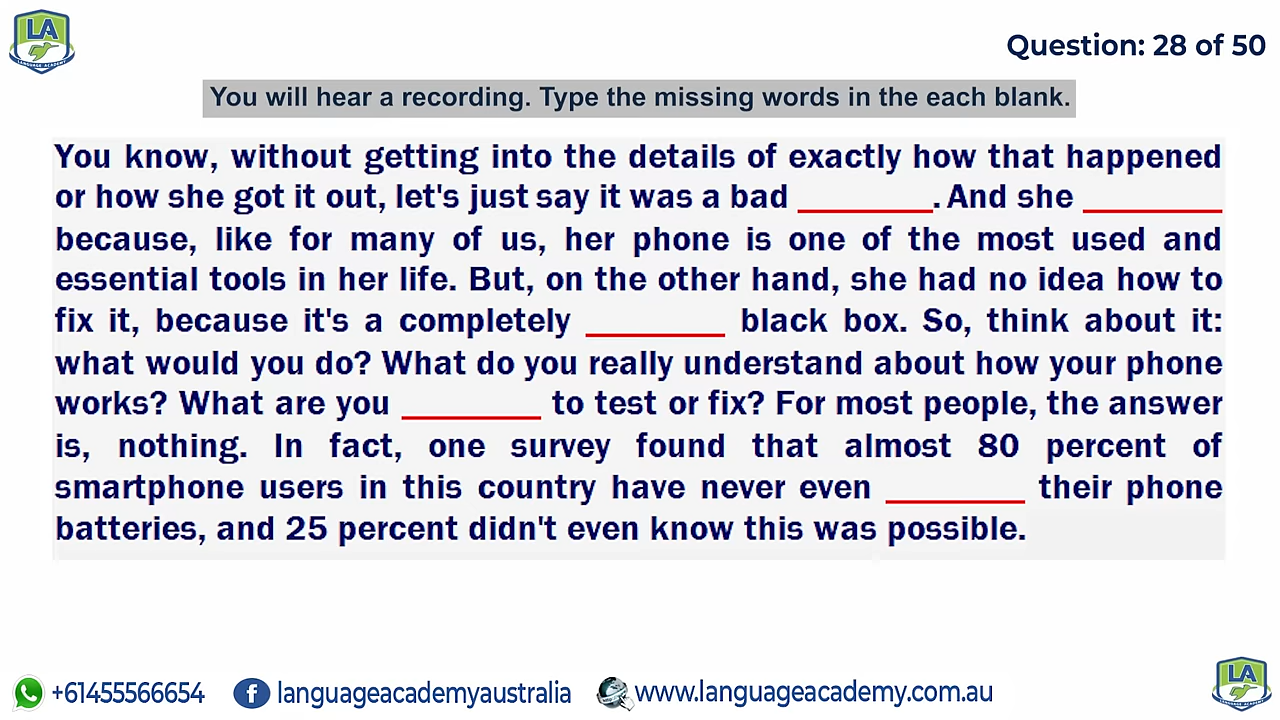 LA
LANGUAGE ACADEMY
Question: 28 of 50
You will hear a recording. Type the missing words in the each blank.
You know, without getting into the details of exactly how that happened
or how she got it out, let's just say it was a bad ________. And she ________
because, like for many of us, her phone is one of the most used and
essential tools in her life. But, on the other hand, she had no idea how to
fix it, because it's a completely ________ black box. So, think about it:
what would you do? What do you really understand about how your phone
works? What are you ________ to test or fix? For most people, the answer
is, nothing. In fact, one survey found that almost 80 percent of
smartphone users in this country have never even ________ their phone
batteries, and 25 percent didn't even know this was possible.
+61455566654 languageacademyaustralia www.languageacademy.com.au
LA